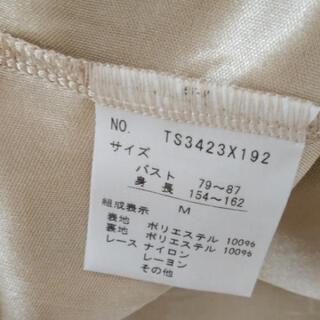 NO. TS3423X192
サイズ
バスト 79〜87
身長 154〜162
M
組成表示
表地 ポリエステル 100%
裏地 ポリエステル 100%
レース ナイロン
レーヨン
その他